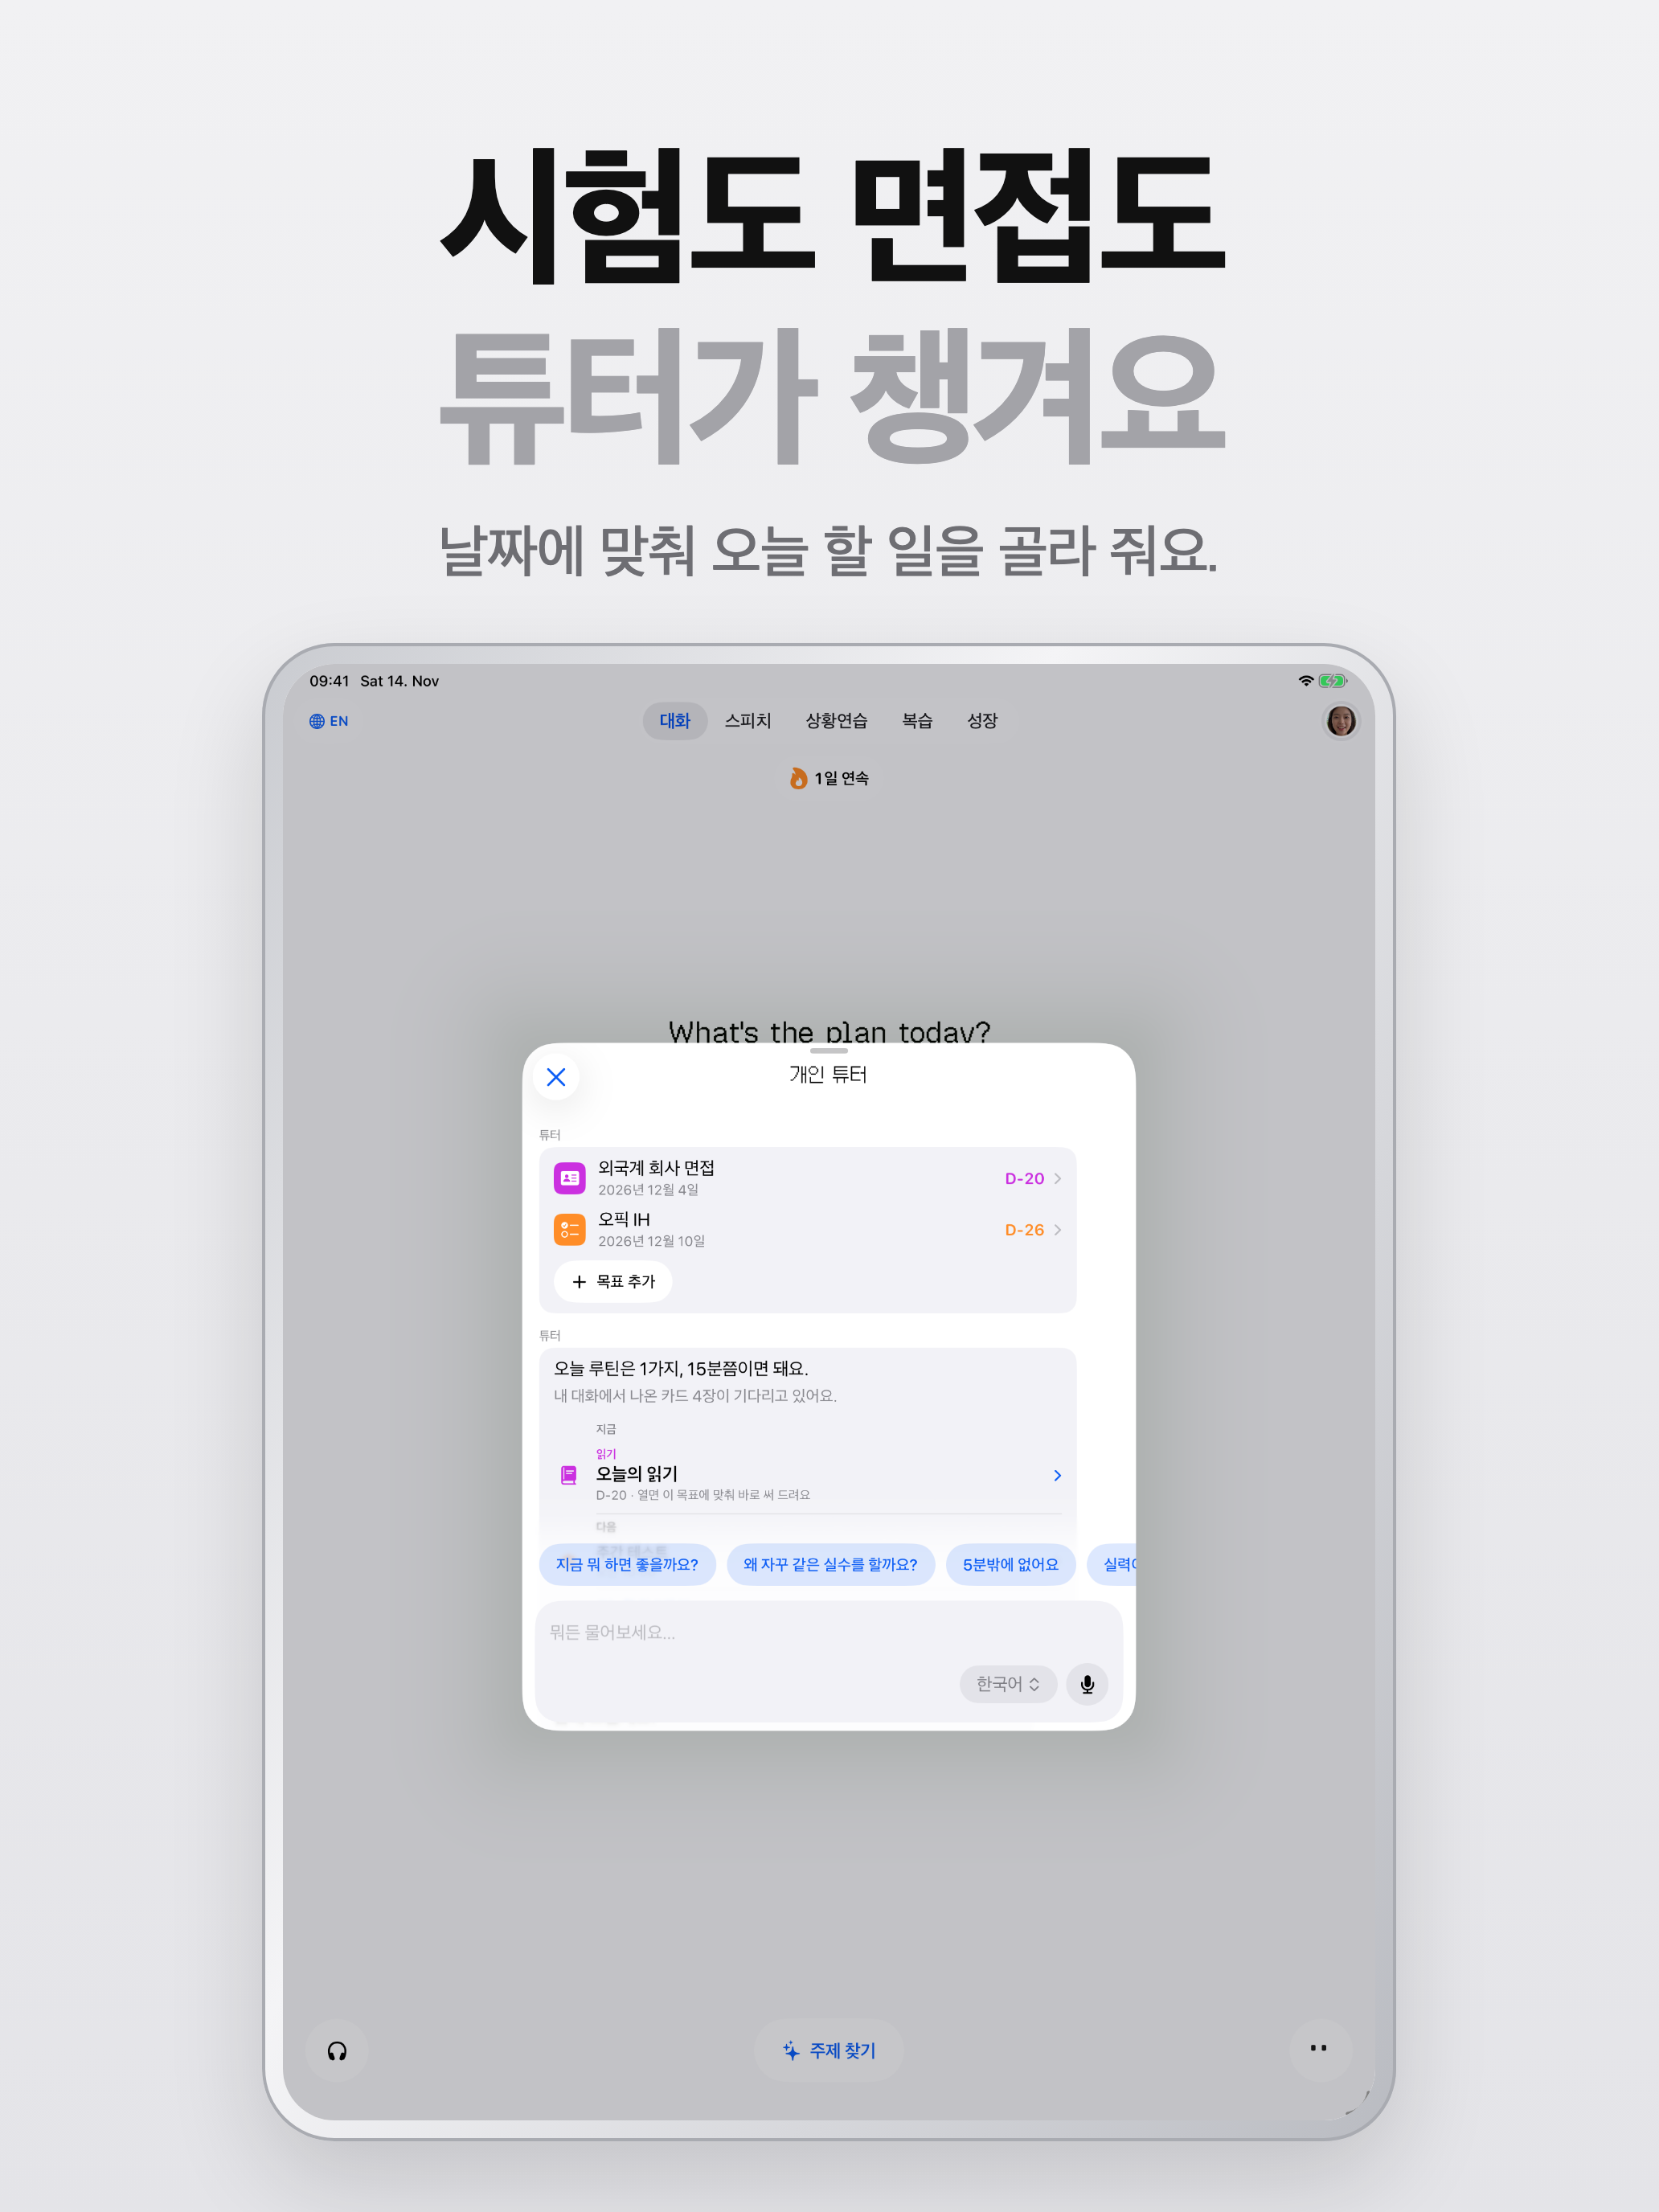 시험도 면접도
튜터가 챙겨요
날짜에 맞춰 오늘 할 일을 골라 줘요.
09:41 Sat 14. Nov
EN
대화 스피치 상황연습 복습 성장
1일 연속
What's the plan today?
개인 튜터
튜터
외국계 회사 면접
2026년 12월 4일
D-20
오픽 IH
2026년 12월 10일
D-26
목표 추가
튜터
오늘 루틴은 1가지, 15분쯤이면 돼요.
내 대화에서 나온 카드 4장이 기다리고 있어요.
지금
읽기
오늘의 읽기
D-20 · 열면 이 목표에 맞춰 바로 써 드려요
다음
지금 뭐 하면 좋을까요? 왜 자꾸 같은 실수를 할까요? 5분밖에 없어요
뭐든 물어보세요...
한국어
주제 찾기